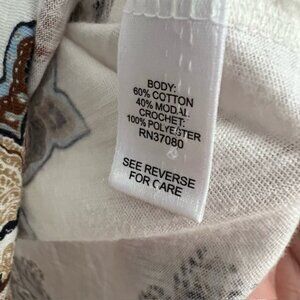 BODY:
60% COTTON
40% MODAL
CROCHET:
100% POLYESTER
RN37080
SEE REVERSE
FOR CARE